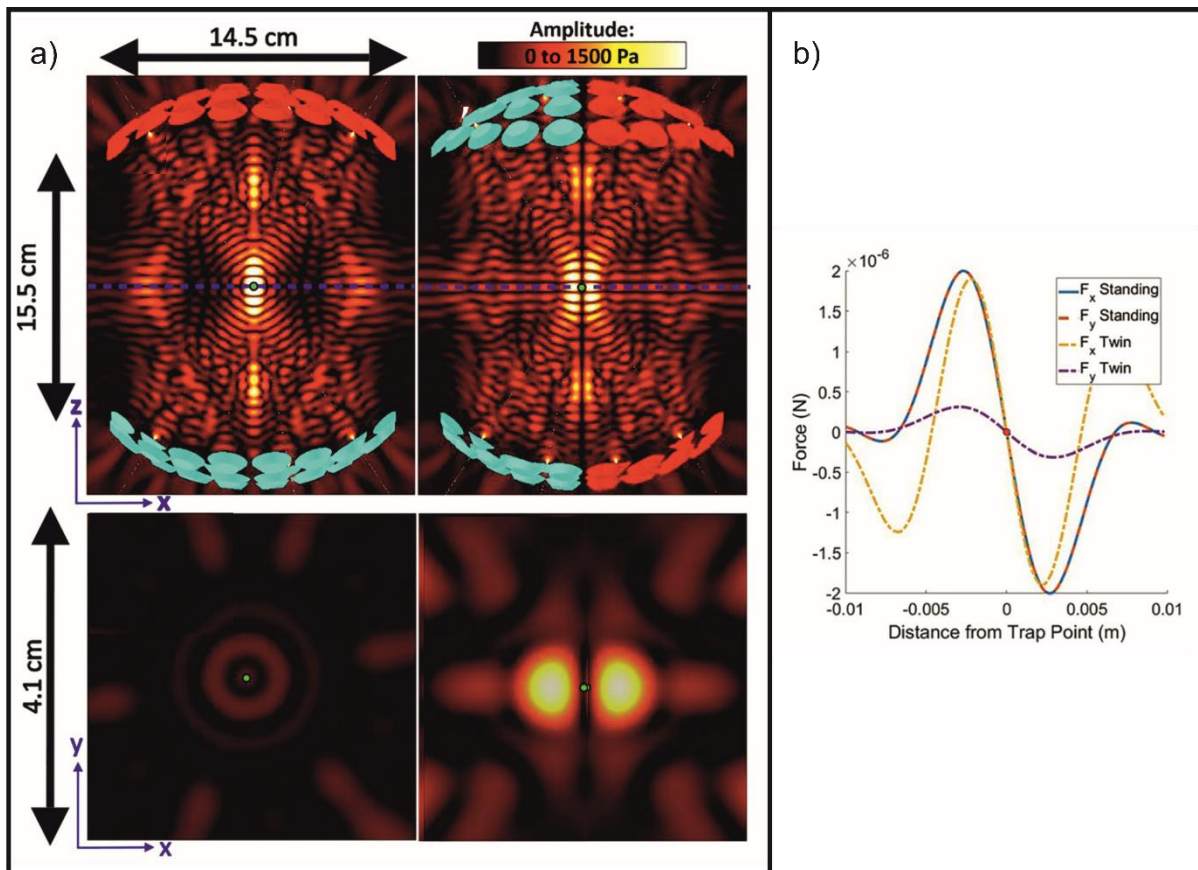 a)
14.5 cm
Amplitude:
0 to 1500 Pa
15.5 cm
z
x
4.1 cm
y
x
x
b)
×10⁻⁶
2
1.5
1
0.5
0
-0.5
-1
-1.5
-2
Force (N)
F_x Standing
F_y Standing
F_x Twin
F_y Twin
-0.01 -0.005 0 0.005 0.01
Distance from Trap Point (m)